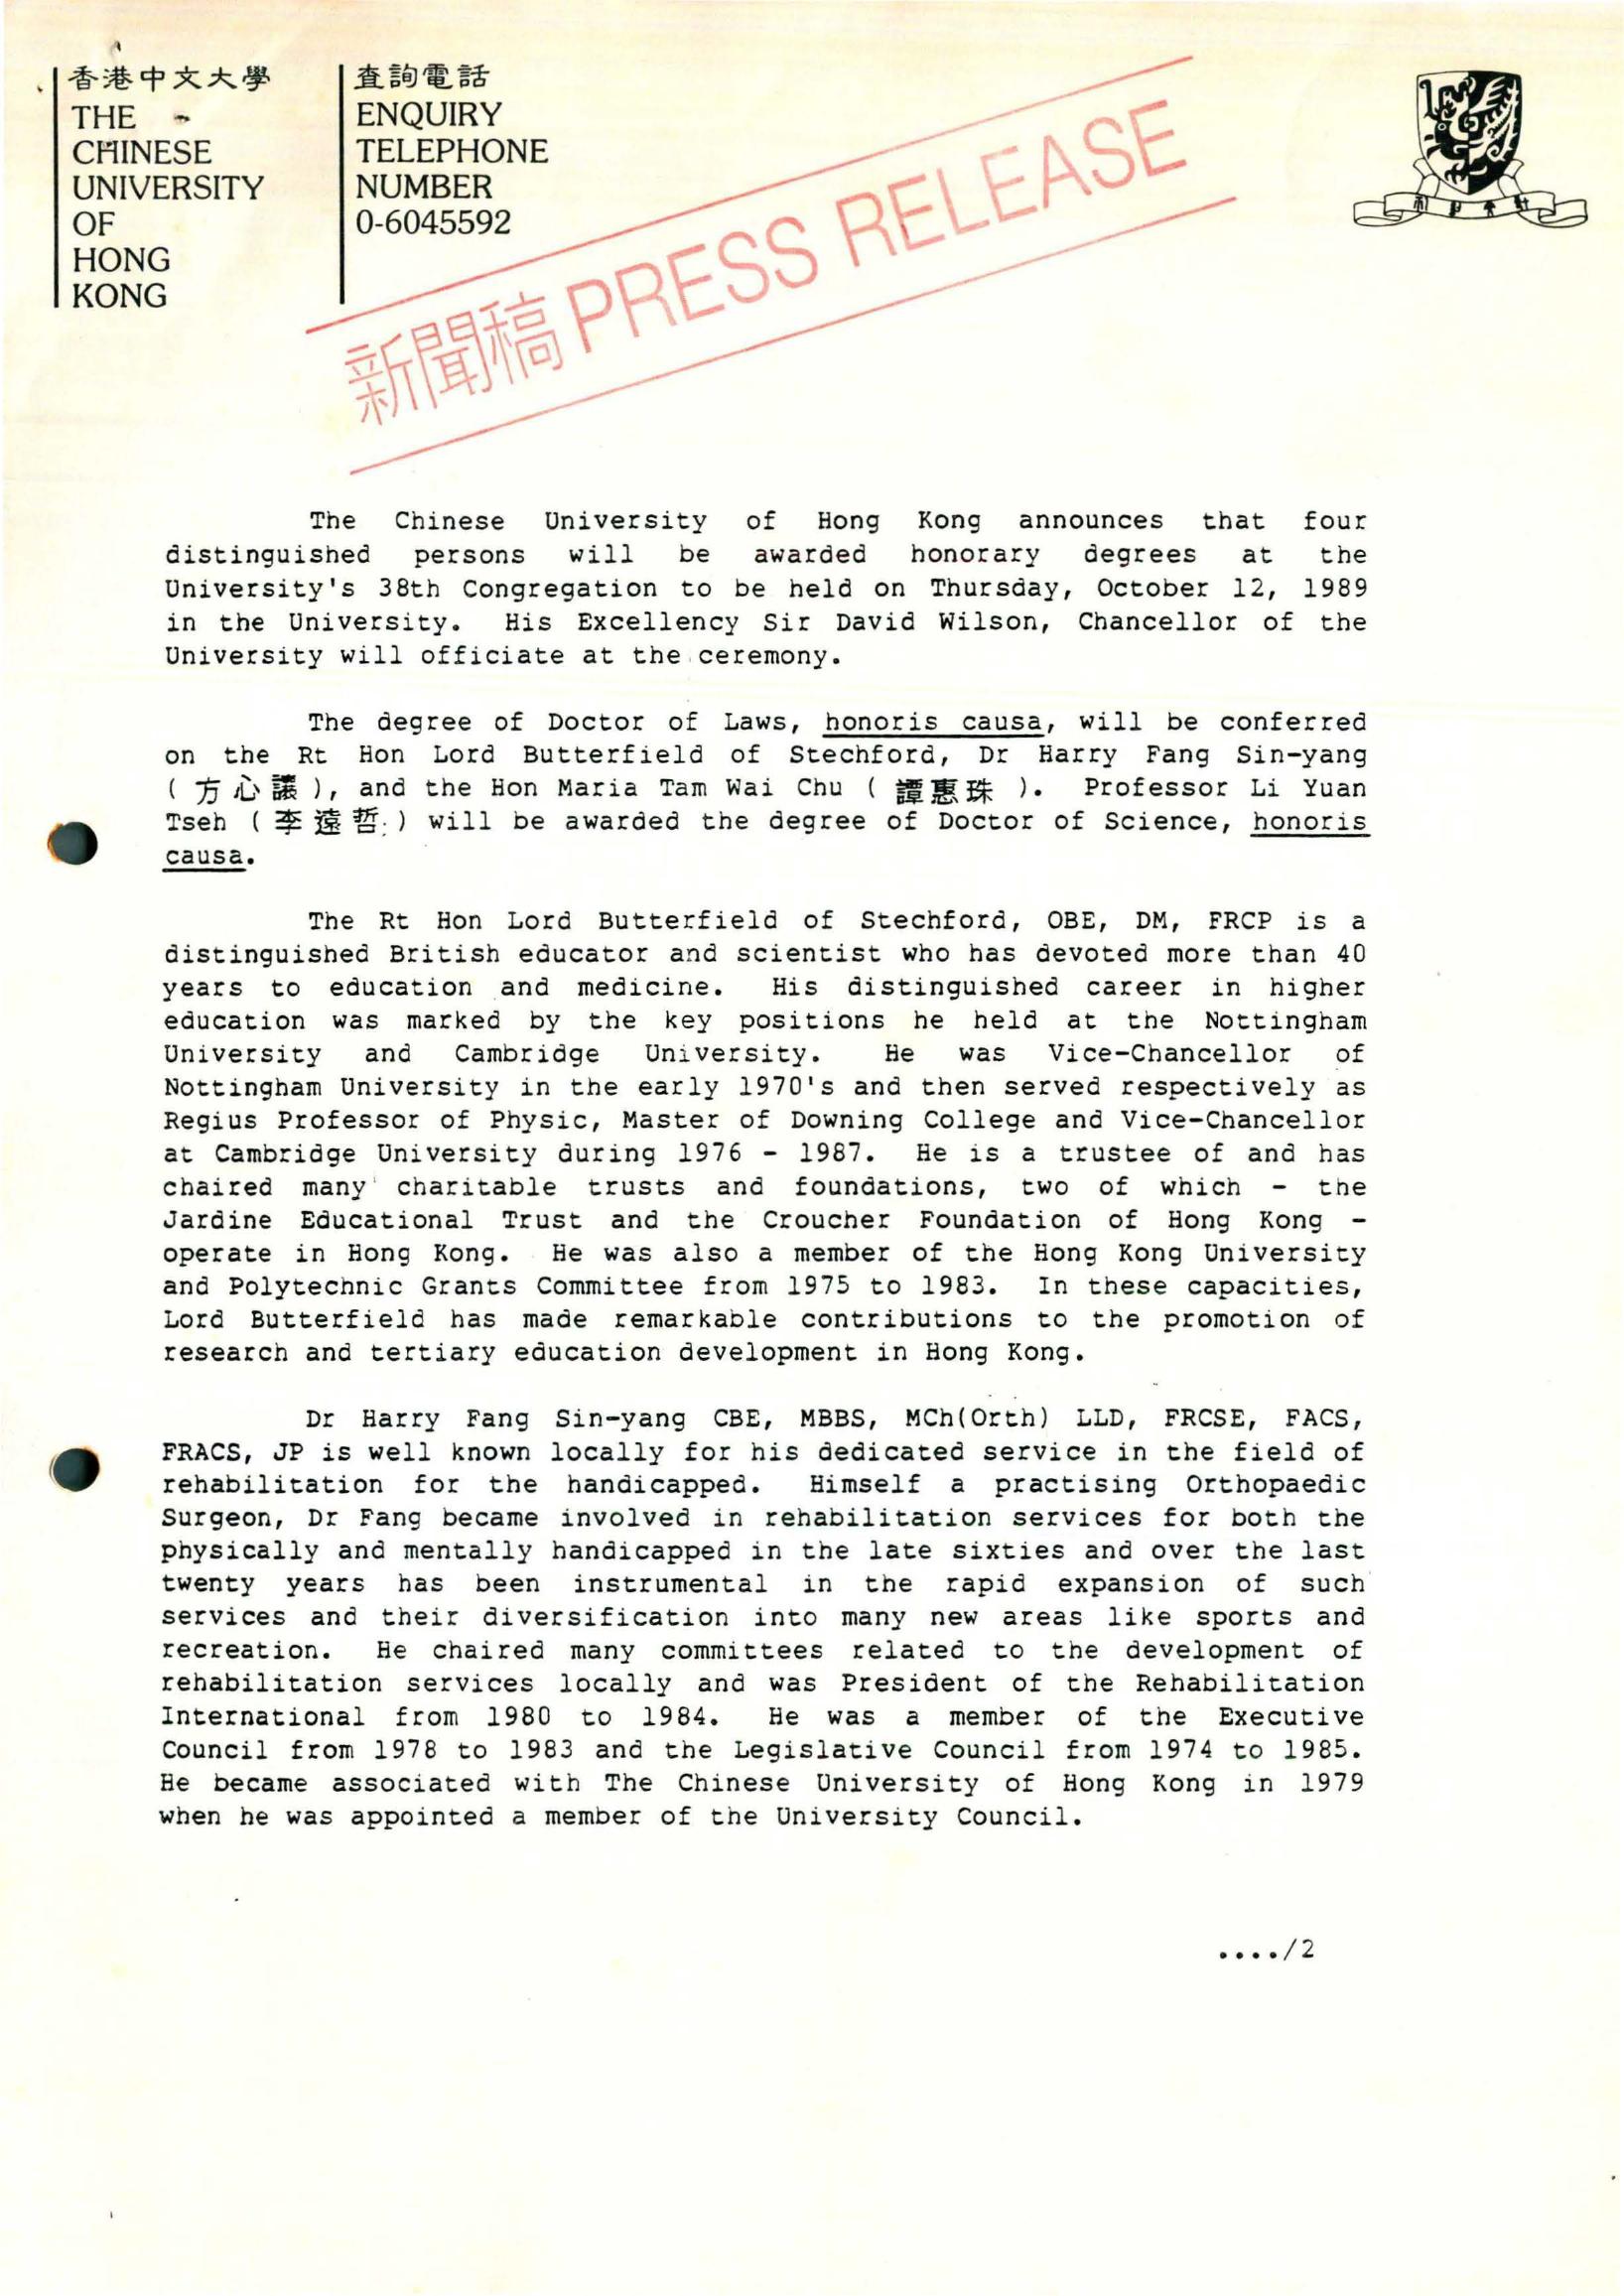 香港中文大學
THE
CHINESE
UNIVERSITY
OF
HONG
KONG
查詢電話
ENQUIRY
TELEPHONE
NUMBER
0-6045592
新聞稿 PRESS RELEASE
The Chinese University of Hong Kong announces that four
distinguished persons will be awarded honorary degrees at the
University's 38th Congregation to be held on Thursday, October 12, 1989
in the University. His Excellency Sir David Wilson, Chancellor of the
University will officiate at the ceremony.
The degree of Doctor of Laws, honoris causa, will be conferred
on the Rt Hon Lord Butterfield of Stechford, Dr Harry Fang Sin-yang
( 方心讓 ), and the Hon Maria Tam Wai Chu ( 譚惠珠 ). Professor Li Yuan
Tseh ( 李遠哲 ) will be awarded the degree of Doctor of Science, honoris
causa.
The Rt Hon Lord Butterfield of Stechford, OBE, DM, FRCP is a
distinguished British educator and scientist who has devoted more than 40
years to education and medicine. His distinguished career in higher
education was marked by the key positions he held at the Nottingham
University and Cambridge University. He was Vice-Chancellor of
Nottingham University in the early 1970's and then served respectively as
Regius Professor of Physic, Master of Downing College and Vice-Chancellor
at Cambridge University during 1976 - 1987. He is a trustee of and has
chaired many charitable trusts and foundations, two of which - the
Jardine Educational Trust and the Croucher Foundation of Hong Kong -
operate in Hong Kong. He was also a member of the Hong Kong University
and Polytechnic Grants Committee from 1975 to 1983. In these capacities,
Lord Butterfield has made remarkable contributions to the promotion of
research and tertiary education development in Hong Kong.
Dr Harry Fang Sin-yang CBE, MBBS, MCh(Orth) LLD, FRCSE, FACS,
FRACS, JP is well known locally for his dedicated service in the field of
rehabilitation for the handicapped. Himself a practising Orthopaedic
Surgeon, Dr Fang became involved in rehabilitation services for both the
physically and mentally handicapped in the late sixties and over the last
twenty years has been instrumental in the rapid expansion of such
services and their diversification into many new areas like sports and
recreation. He chaired many committees related to the development of
rehabilitation services locally and was President of the Rehabilitation
International from 1980 to 1984. He was a member of the Executive
Council from 1978 to 1983 and the Legislative Council from 1974 to 1985.
He became associated with The Chinese University of Hong Kong in 1979
when he was appointed a member of the University Council.
..../2